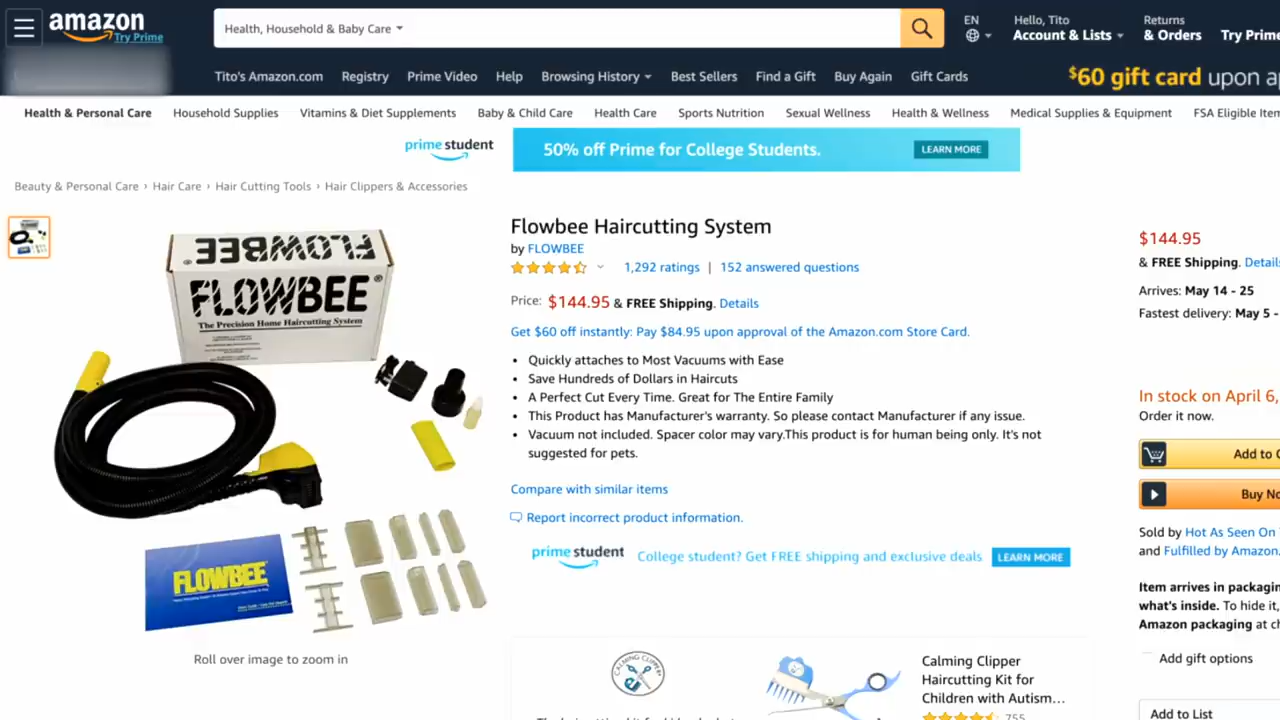 amazon
Try Prime
Health, Household & Baby Care
EN
Hello, Tito
Account & Lists
Returns
& Orders
Try Prime
Tito's Amazon.com
Registry
Prime Video
Help
Browsing History
Best Sellers
Find a Gift
Buy Again
Gift Cards
$60 gift card upon
Health & Personal Care
Household Supplies
Vitamins & Diet Supplements
Baby & Child Care
Health Care
Sports Nutrition
Sexual Wellness
Health & Wellness
Medical Supplies & Equipment
FSA Eligible
prime student
50% off Prime for College Students.
LEARN MORE
Beauty & Personal Care › Hair Care › Hair Cutting Tools › Hair Clippers & Accessories
FLOWBEE
FLOWBEE®
The Precision Home Haircutting System
FLOWBEE
Roll over image to zoom in
Flowbee Haircutting System
by FLOWBEE
1,292 ratings | 152 answered questions
Price: $144.95 & FREE Shipping. Details
Get $60 off instantly: Pay $84.95 upon approval of the Amazon.com Store Card.
• Quickly attaches to Most Vacuums with Ease
• Save Hundreds of Dollars in Haircuts
• A Perfect Cut Every Time. Great for The Entire Family
• This Product has Manufacturer's warranty. So please contact Manufacturer if any issue.
• Vacuum not included. Spacer color may vary.This product is for human being only. It's not
suggested for pets.
Compare with similar items
Report incorrect product information.
prime student
College student? Get FREE shipping and exclusive deals
LEARN MORE
CALMING CLIPPER
Calming Clipper
Haircutting Kit for
Children with Autism...
755
$144.95
& FREE Shipping. Details
Arrives: May 14 - 25
Fastest delivery: May 5 -
In stock on April 6,
Order it now.
Add to
Buy
Sold by Hot As Seen On
and Fulfilled by Amazon.
Item arrives in packaging
what's inside. To hide it,
Amazon packaging at
Add gift options
Add to List